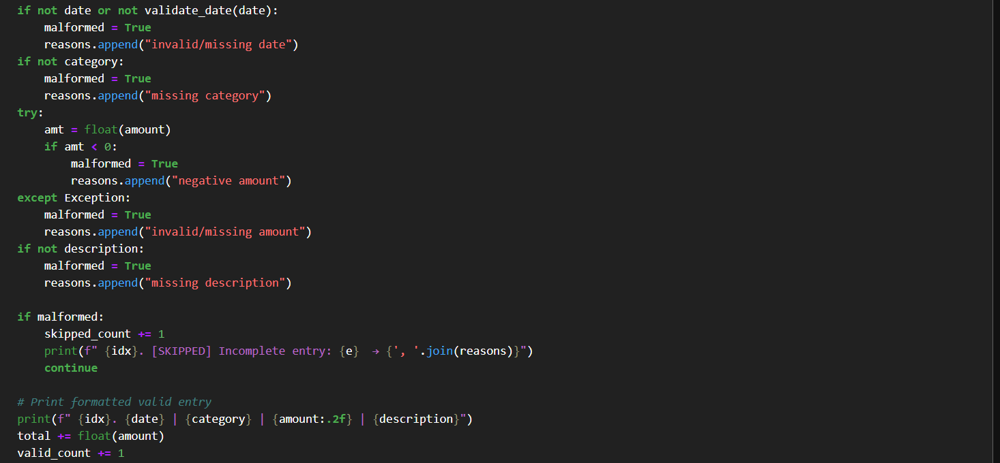 if not date or not validate_date(date):
    malformed = True
    reasons.append("invalid/missing date")
if not category:
    malformed = True
    reasons.append("missing category")
try:
    amt = float(amount)
    if amt < 0:
        malformed = True
        reasons.append("negative amount")
except Exception:
    malformed = True
    reasons.append("invalid/missing amount")
if not description:
    malformed = True
    reasons.append("missing description")

if malformed:
    skipped_count += 1
    print(f" {idx}. [SKIPPED] Incomplete entry: {e}  → {', '.join(reasons)}")
    continue

# Print formatted valid entry
print(f" {idx}. {date} | {category} | {amount:.2f} | {description}")
total += float(amount)
valid_count += 1